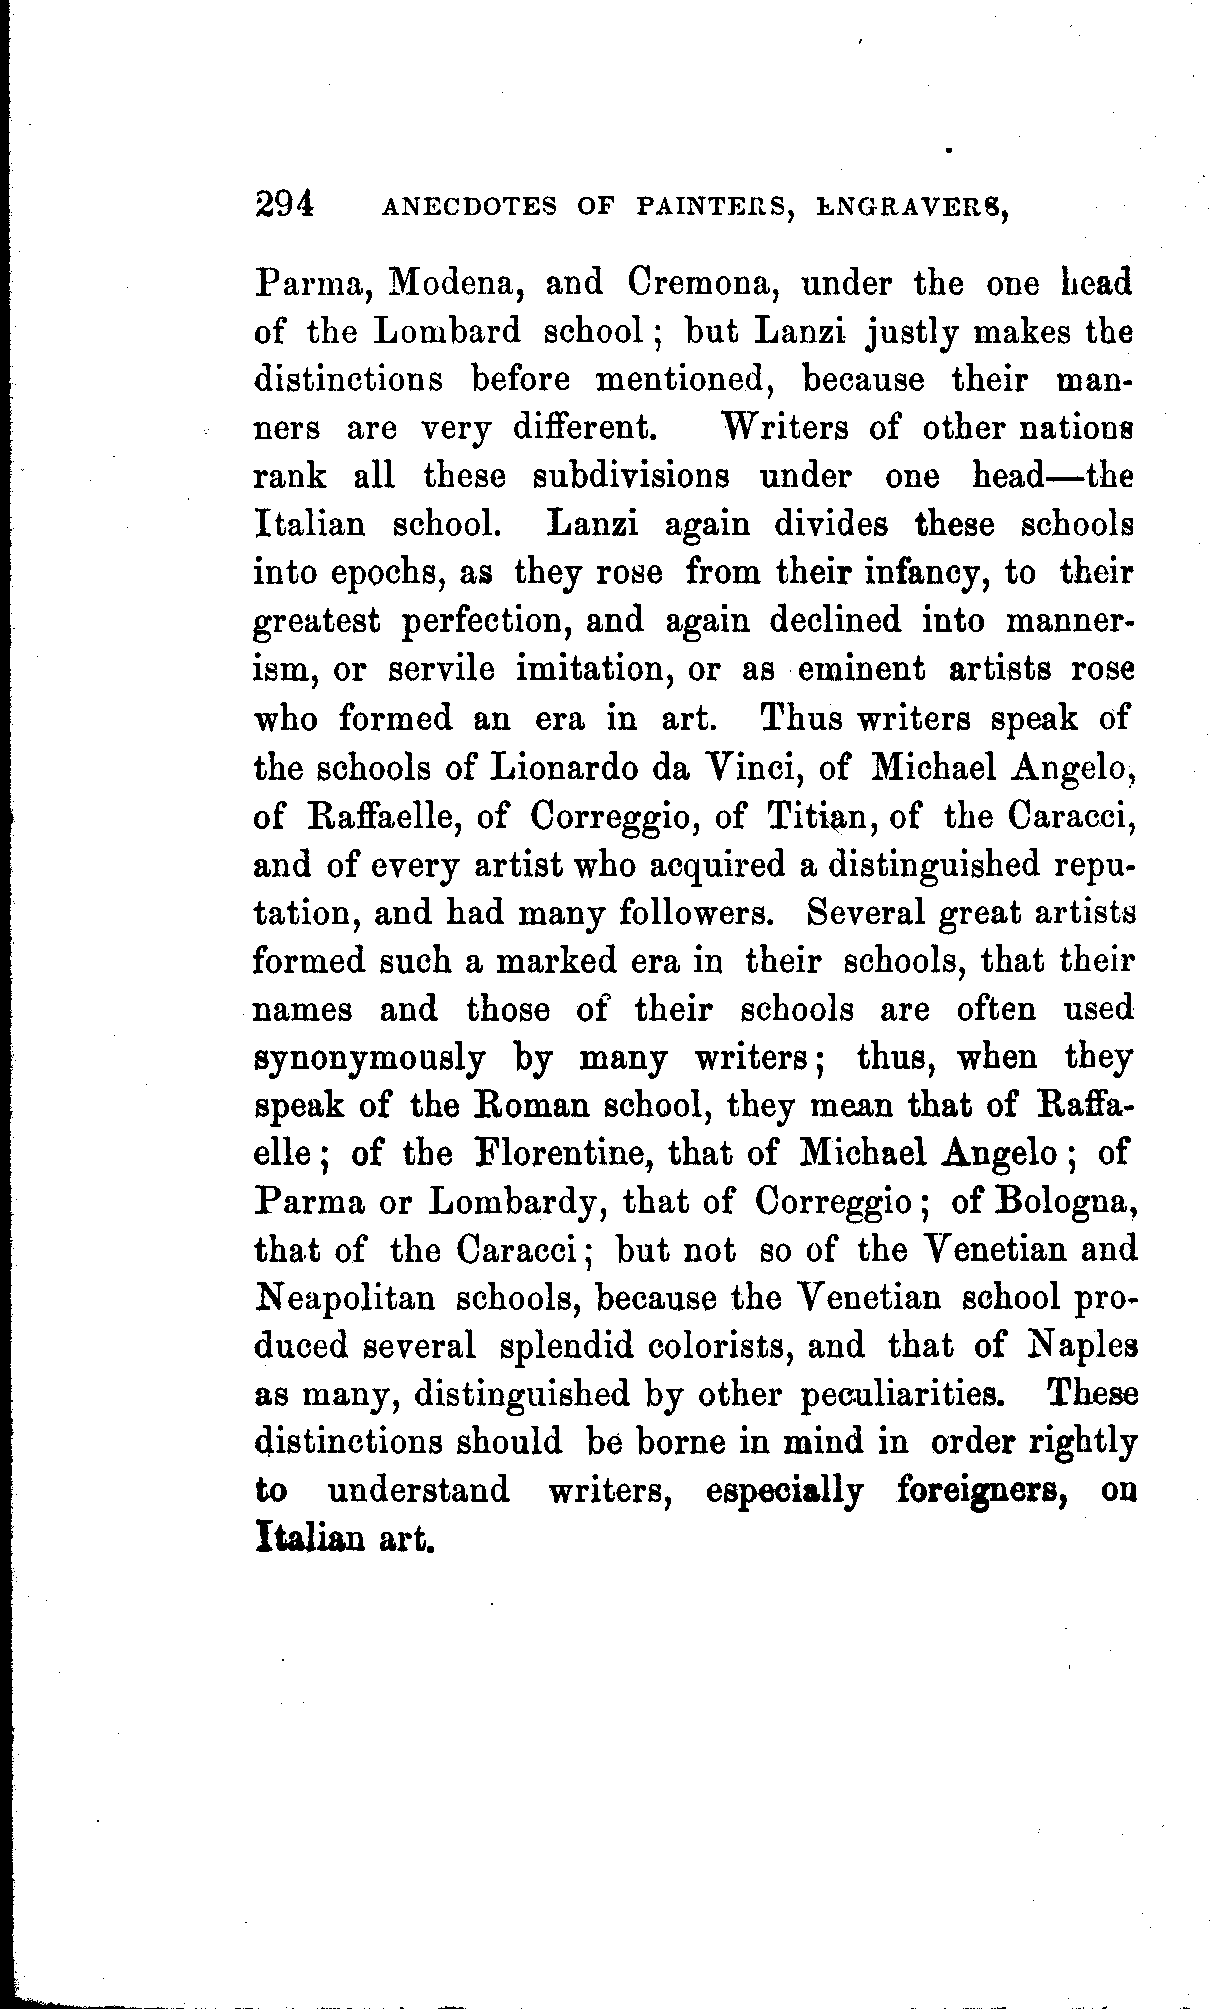 294 ANECDOTES OF PAINTERS, ENGRAVERS,
Parma, Modena, and Cremona, under the one head
of the Lombard school; but Lanzi justly makes the
distinctions before mentioned, because their man-
ners are very different. Writers of other nations
rank all these subdivisions under one head—the
Italian school. Lanzi again divides these schools
into epochs, as they rose from their infancy, to their
greatest perfection, and again declined into manner-
ism, or servile imitation, or as eminent artists rose
who formed an era in art. Thus writers speak of
the schools of Lionardo da Vinci, of Michael Angelo,
of Raffaelle, of Correggio, of Titian, of the Caracci,
and of every artist who acquired a distinguished repu-
tation, and had many followers. Several great artists
formed such a marked era in their schools, that their
names and those of their schools are often used
synonymously by many writers; thus, when they
speak of the Roman school, they mean that of Raffa-
elle; of the Florentine, that of Michael Angelo; of
Parma or Lombardy, that of Correggio; of Bologna,
that of the Caracci; but not so of the Venetian and
Neapolitan schools, because the Venetian school pro-
duced several splendid colorists, and that of Naples
as many, distinguished by other peculiarities. These
distinctions should be borne in mind in order rightly
to understand writers, especially foreigners, on
Italian art.